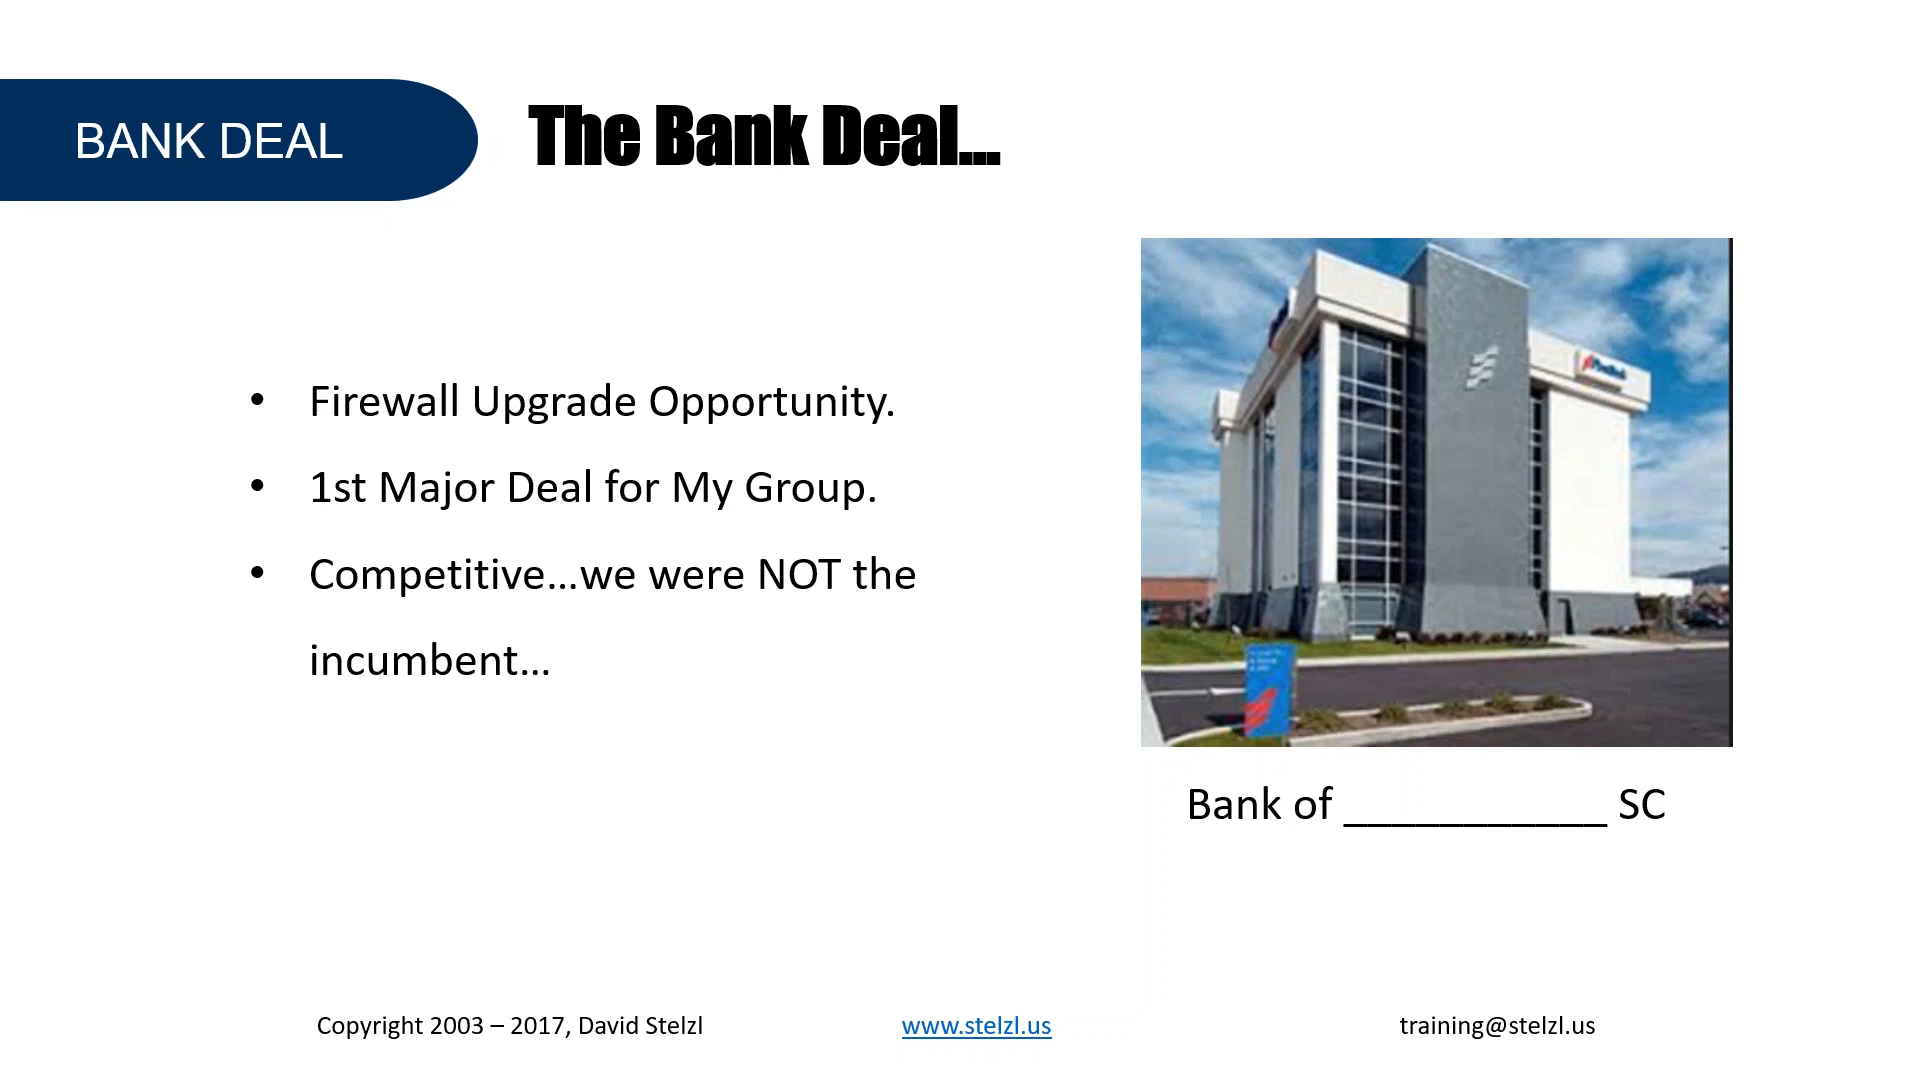 BANK DEAL
The Bank Deal...
• Firewall Upgrade Opportunity.
• 1st Major Deal for My Group.
• Competitive...we were NOT the
incumbent...
Bank of ___________ SC
Copyright 2003 – 2017, David Stelzl
www.stelzl.us
training@stelzl.us